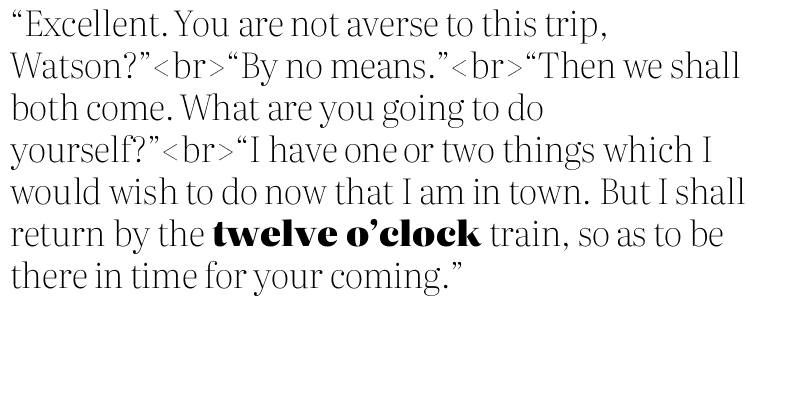 “Excellent. You are not averse to this trip,
Watson?”<br>“By no means.”<br>“Then we shall
both come. What are you going to do
yourself?”<br>“I have one or two things which I
would wish to do now that I am in town. But I shall
return by the twelve o’clock train, so as to be
there in time for your coming.”